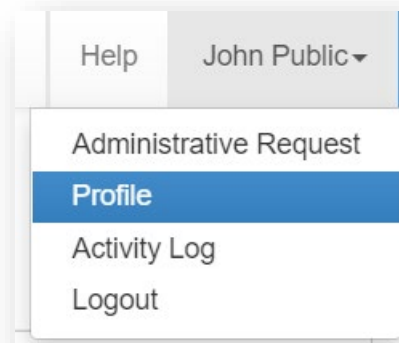 Help John Public
Administrative Request
Profile
Activity Log
Logout